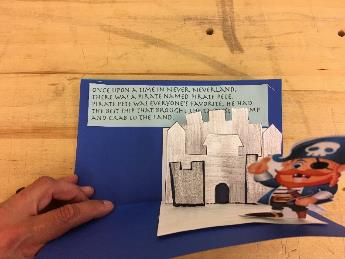 ONCE UPON A TIME IN NEVER NEVERLAND,
THERE WAS A PIRATE NAMED PIRATE PETE.
PIRATE PETE WAS EVERYONE'S FAVORITE. HE HAD
THE BEST SHIP THAT BROUGHT
AND CRAB TO THE LAND.